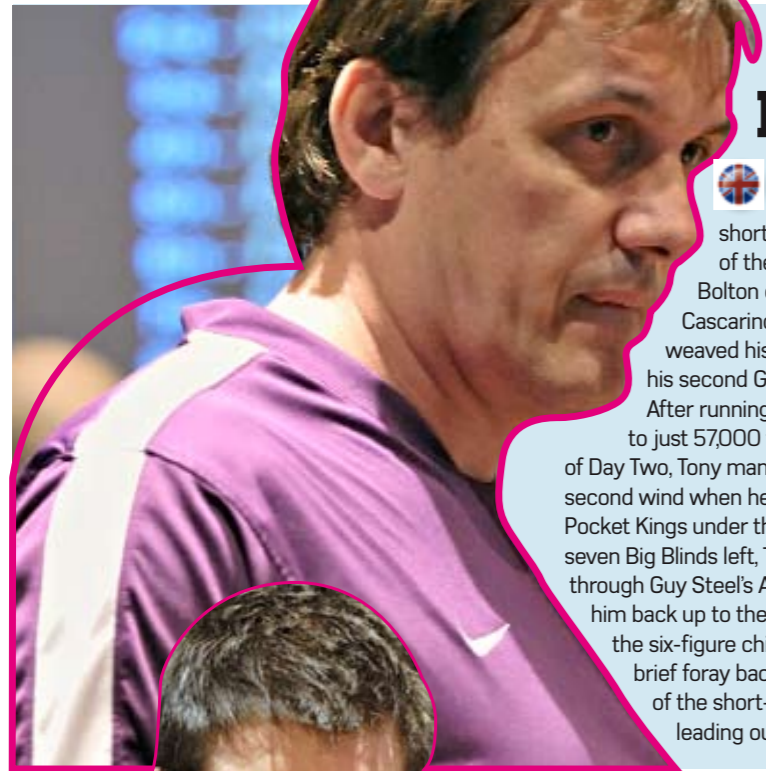 short
of the
Bolton
Cascarino
weaved his
his second G
After running
to just 57,000
of Day Two, Tony man
second wind when he
Pocket Kings under th
seven Big Blinds left, T
through Guy Steel's A
him back up to the
the six-figure chi
brief foray bac
of the short-
leading ou